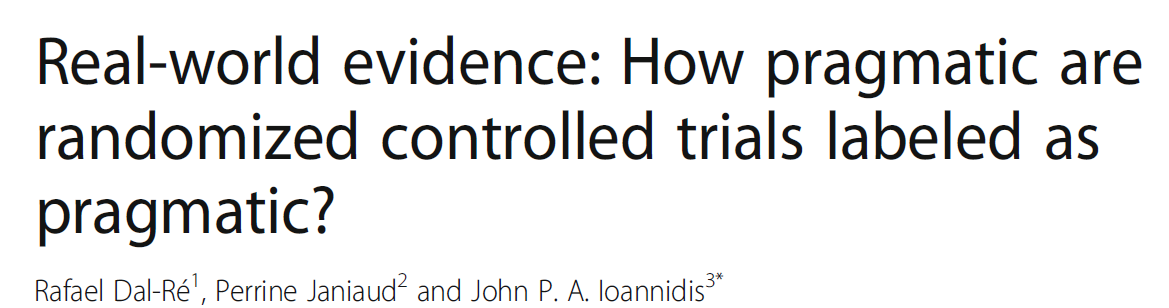 Real-world evidence: How pragmatic are
randomized controlled trials labeled as
pragmatic?
Rafael Dal-Ré1, Perrine Janiaud2 and John P. A. Ioannidis3*